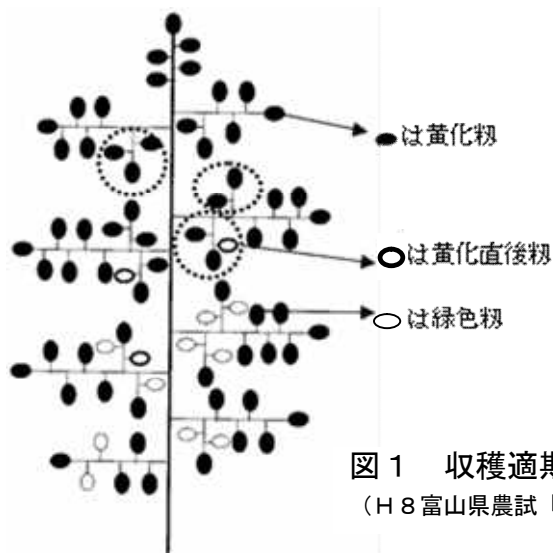 は黄化籾
は黄化直後籾
は緑色籾
図１　収穫適期
（Ｈ８富山県農試「